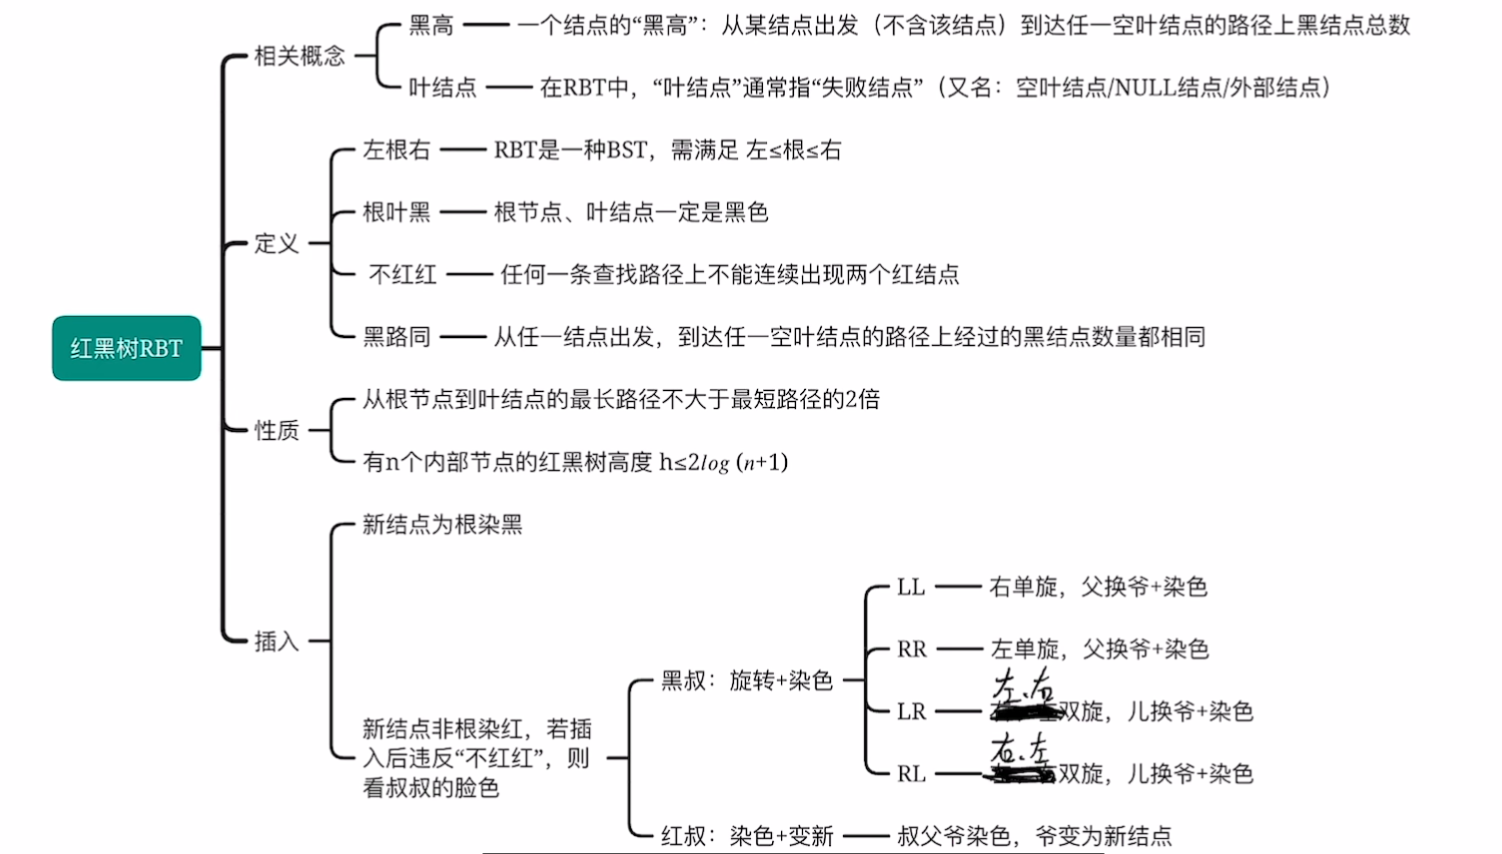 黑高
一个结点的“黑高”：从某结点出发（不含该结点）到达任一空叶结点的路径上黑结点总数
相关概念
叶结点
在RBT中，“叶结点”通常指“失败结点”（又名：空叶结点/NULL结点/外部结点）
左根右
RBT是一种BST，需满足 左≤根≤右
根叶黑
根节点、叶结点一定是黑色
定义
不红红
任何一条查找路径上不能连续出现两个红结点
黑路同
从任一结点出发，到达任一空叶结点的路径上经过的黑结点数量都相同
红黑树RBT
从根节点到叶结点的最长路径不大于最短路径的2倍
性质
有n个内部节点的红黑树高度 h≤2log (n+1)
新结点为根染黑
插入
新结点非根染红，若插
入后违反“不红红”，则
看叔叔的脸色
黑叔：旋转+染色
LL
右单旋，父换爷+染色
RR
左单旋，父换爷+染色
LR
左、右
双旋，儿换爷+染色
RL
右、左
双旋，儿换爷+染色
红叔：染色+变新
叔父爷染色，爷变为新结点